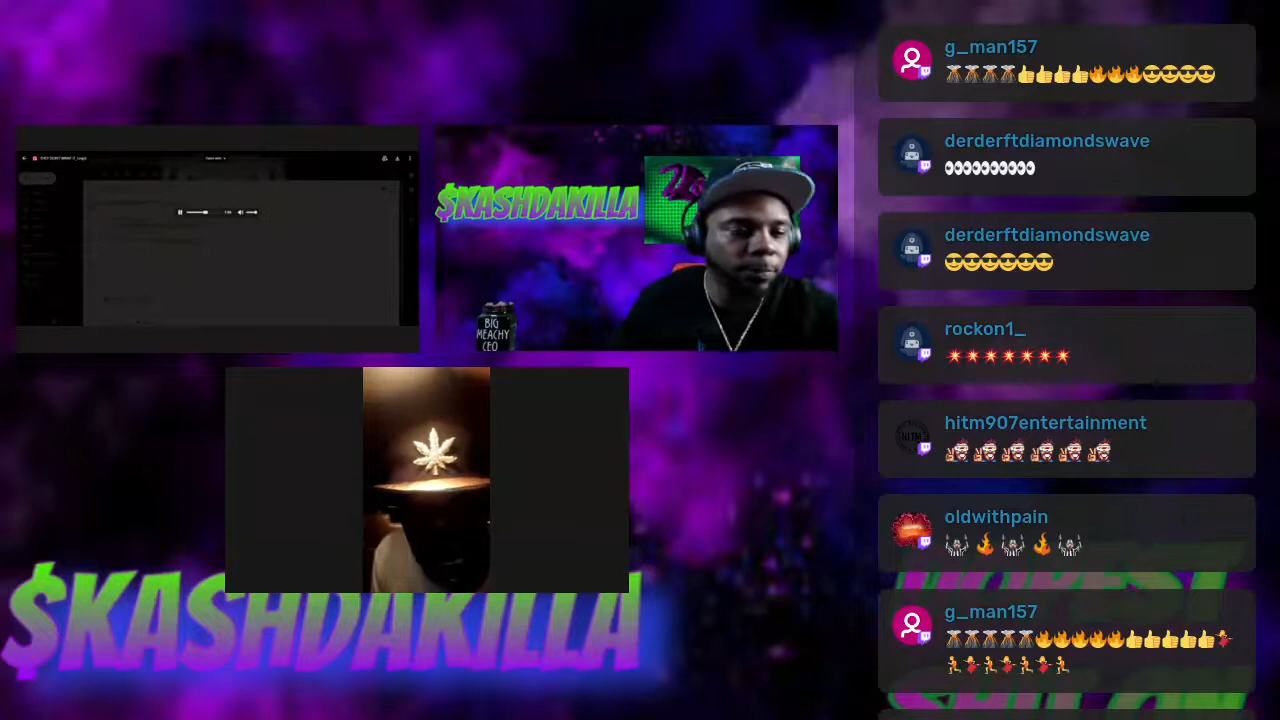 $KASHDAKILLA
BIG
MEACHY
CEO
$KASHDAKILLA
g_man157
derderftdiamondswave
derderftdiamondswave
rockon1_
hitm907entertainment
oldwithpain
g_man157